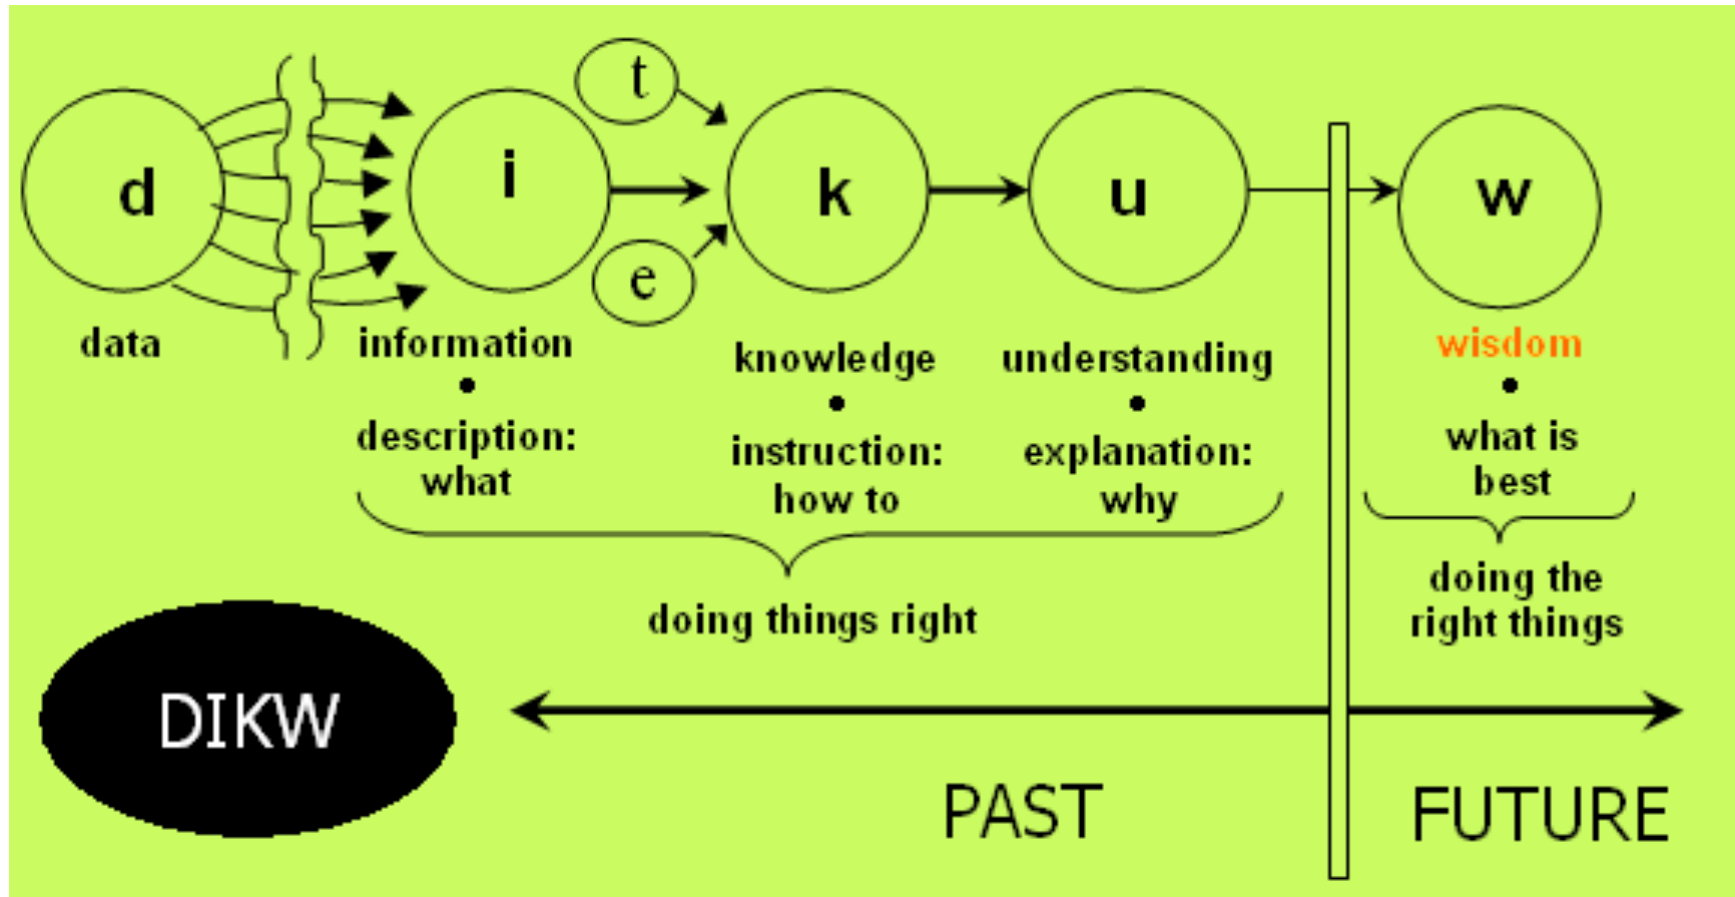 t
d
i
k
u
w
e
data
information
•
description:
what
knowledge
•
instruction:
how to
understanding
•
explanation:
why
wisdom
•
what is
best
doing things right
doing the
right things
DIKW
PAST
FUTURE